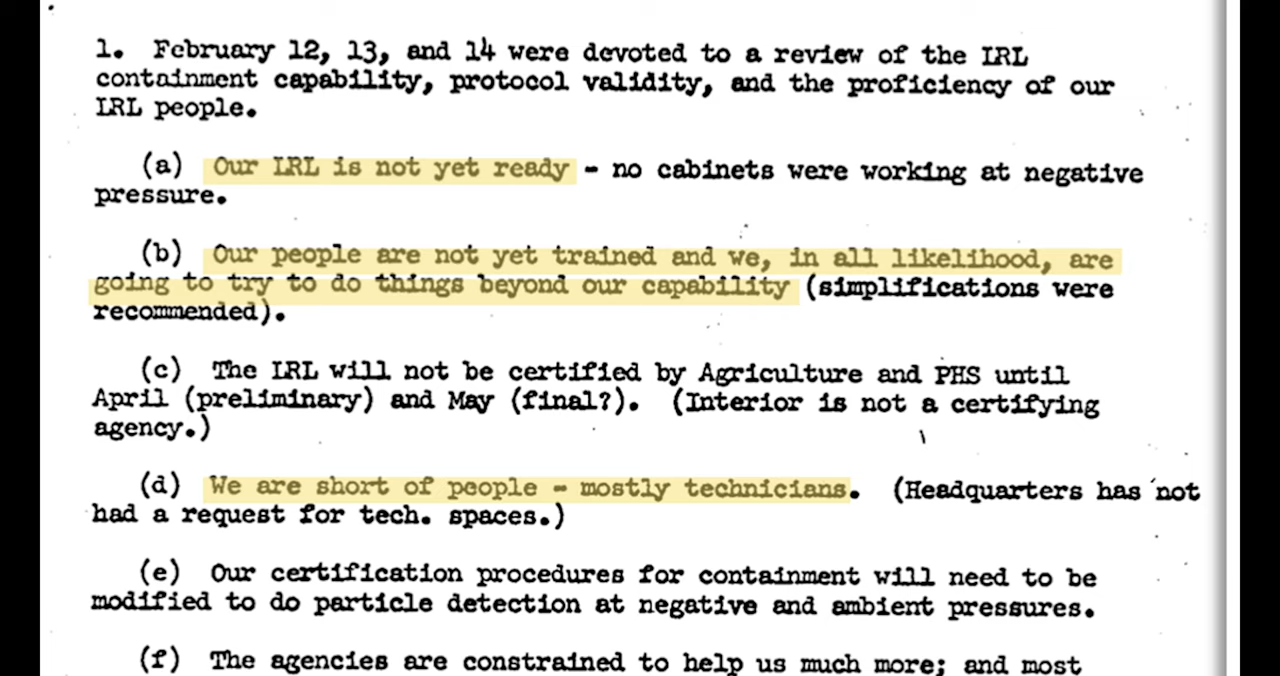 1. February 12, 13, and 14 were devoted to a review of the IRL
containment capability, protocol validity, and the proficiency of our
IRL people.
(a) Our IRL is not yet ready - no cabinets were working at negative
pressure.
(b) Our people are not yet trained and we, in all likelihood, are
going to try to do things beyond our capability (simplifications were
recommended).
(c) The IRL will not be certified by Agriculture and PHS until
April (preliminary) and May (final?). (Interior is not a certifying
agency.)
(d) We are short of people - mostly technicians. (Headquarters has not
had a request for tech. spaces.)
(e) Our certification procedures for containment will need to be
modified to do particle detection at negative and ambient pressures.
(f) The agencies are constrained to help us much more; and most